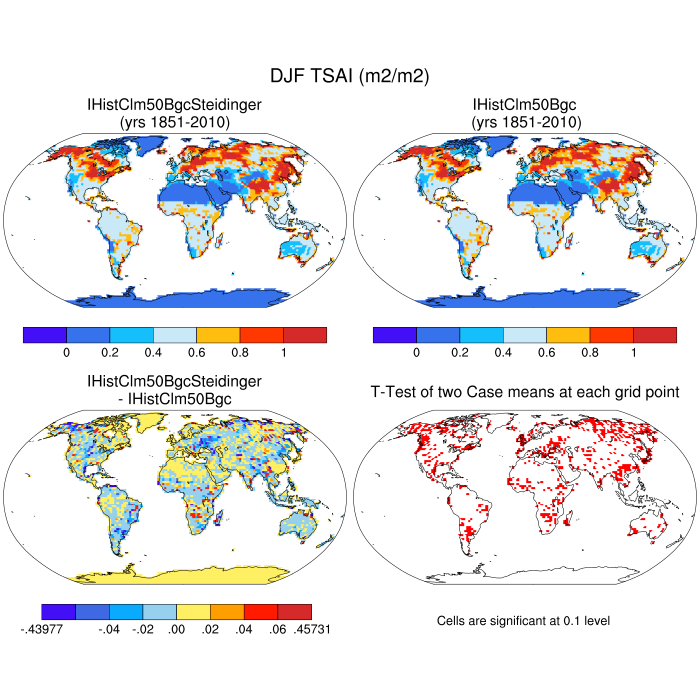 DJF TSAI (m2/m2)
IHistClm50BgcSteidinger
(yrs 1851-2010)
IHistClm50Bgc
(yrs 1851-2010)
0 0.2 0.4 0.6 0.8 1
0 0.2 0.4 0.6 0.8 1
IHistClm50BgcSteidinger
- IHistClm50Bgc
T-Test of two Case means at each grid point
-.43977 -.04 -.02 .00 .02 .04 .06 .45731
Cells are significant at 0.1 level